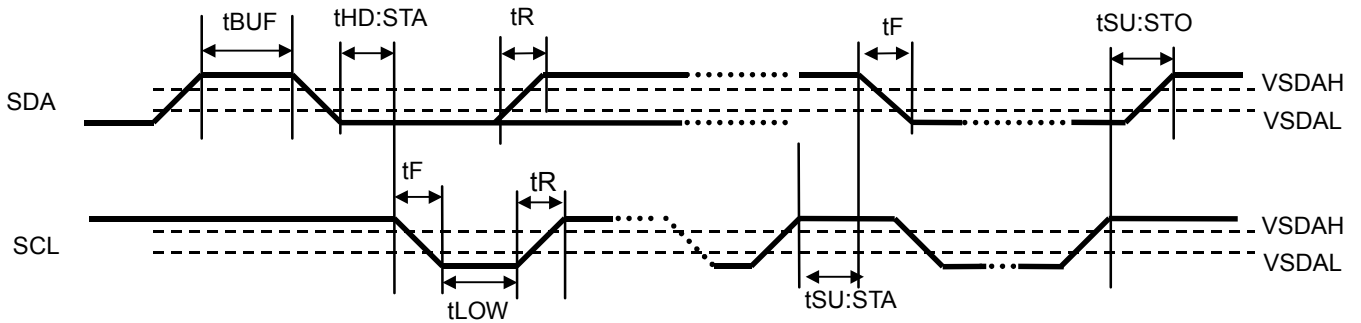 tBUF
tHD:STA
tR
tF
tSU:STO
SDA
VSDAH
VSDAL
tF
tR
SCL
VSDAH
VSDAL
tLOW
tSU:STA